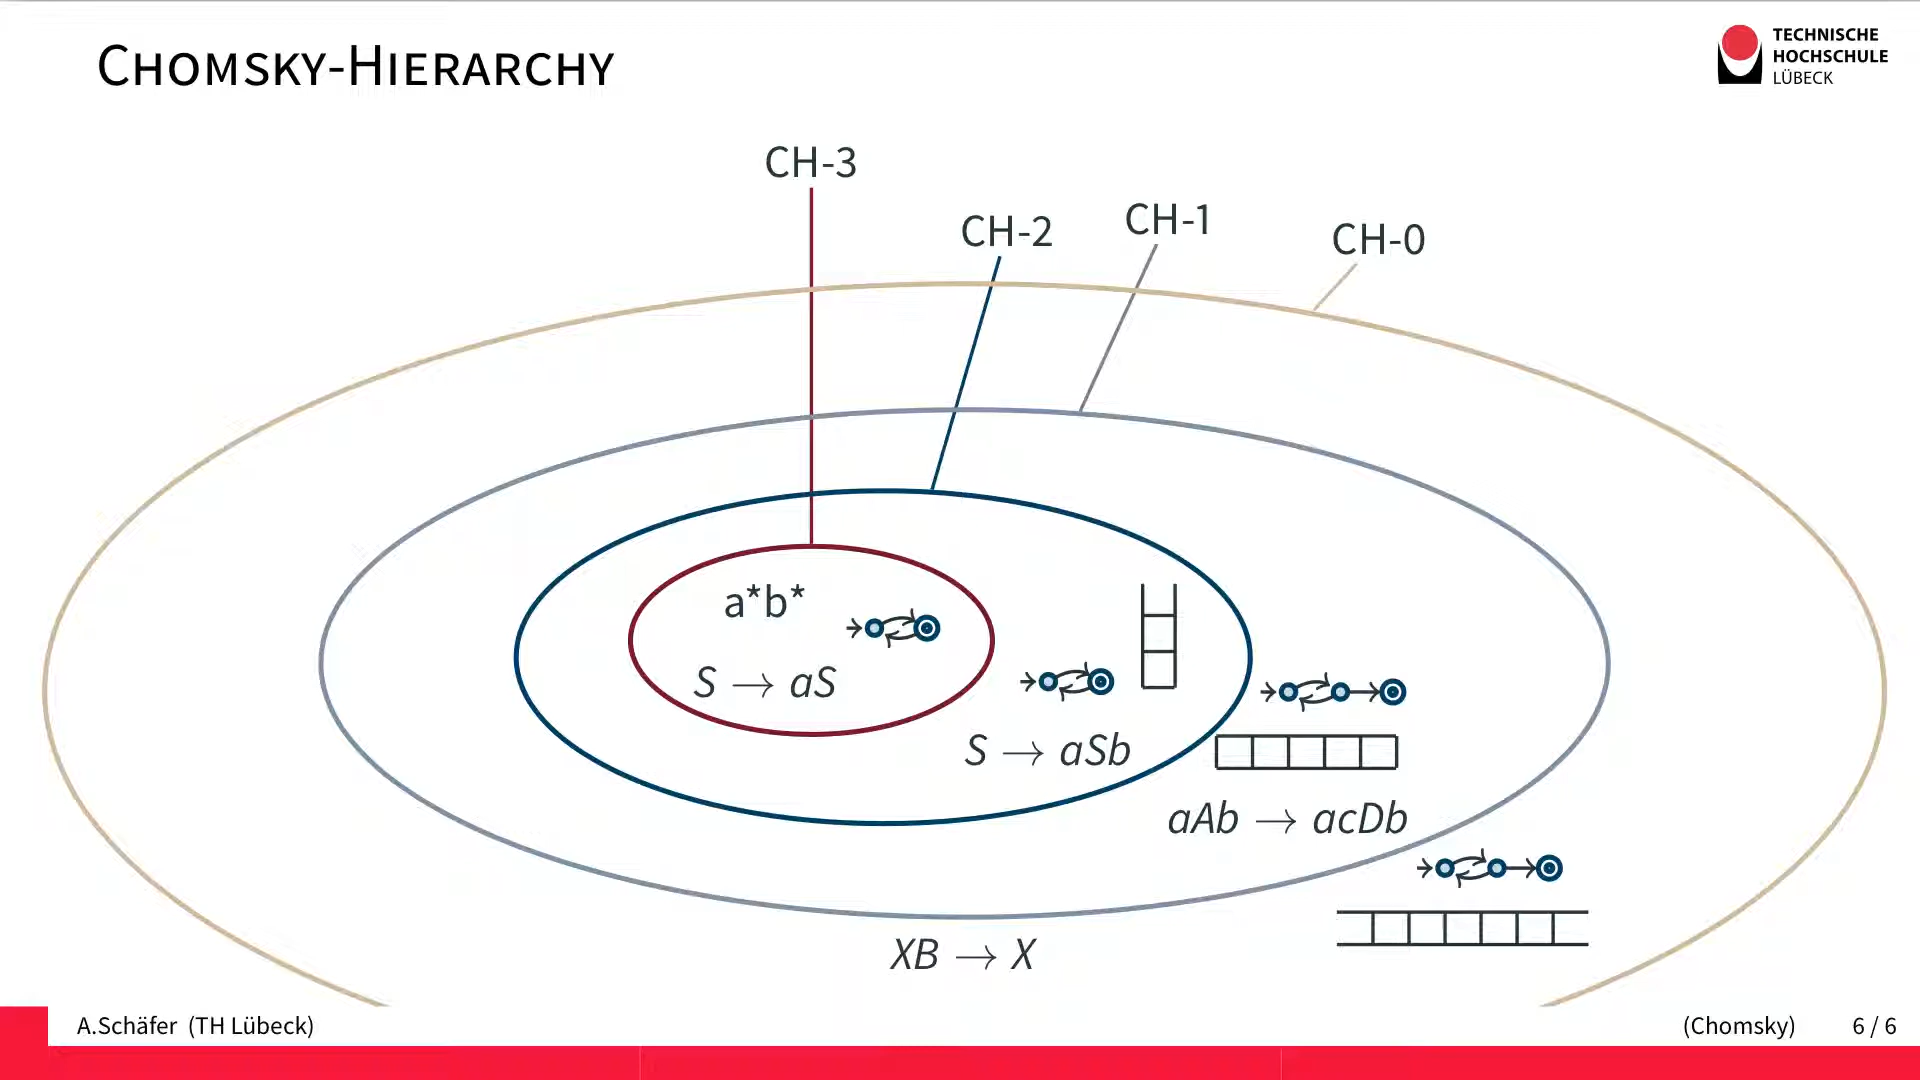 CHOMSKY-HIERARCHY
TECHNISCHE
HOCHSCHULE
LÜBECK
CH-3
CH-2
CH-1
CH-0
a*b*
S → aS
S → aSb
aAb → acDb
XB → X
A.Schäfer (TH Lübeck)
(Chomsky)
6 / 6